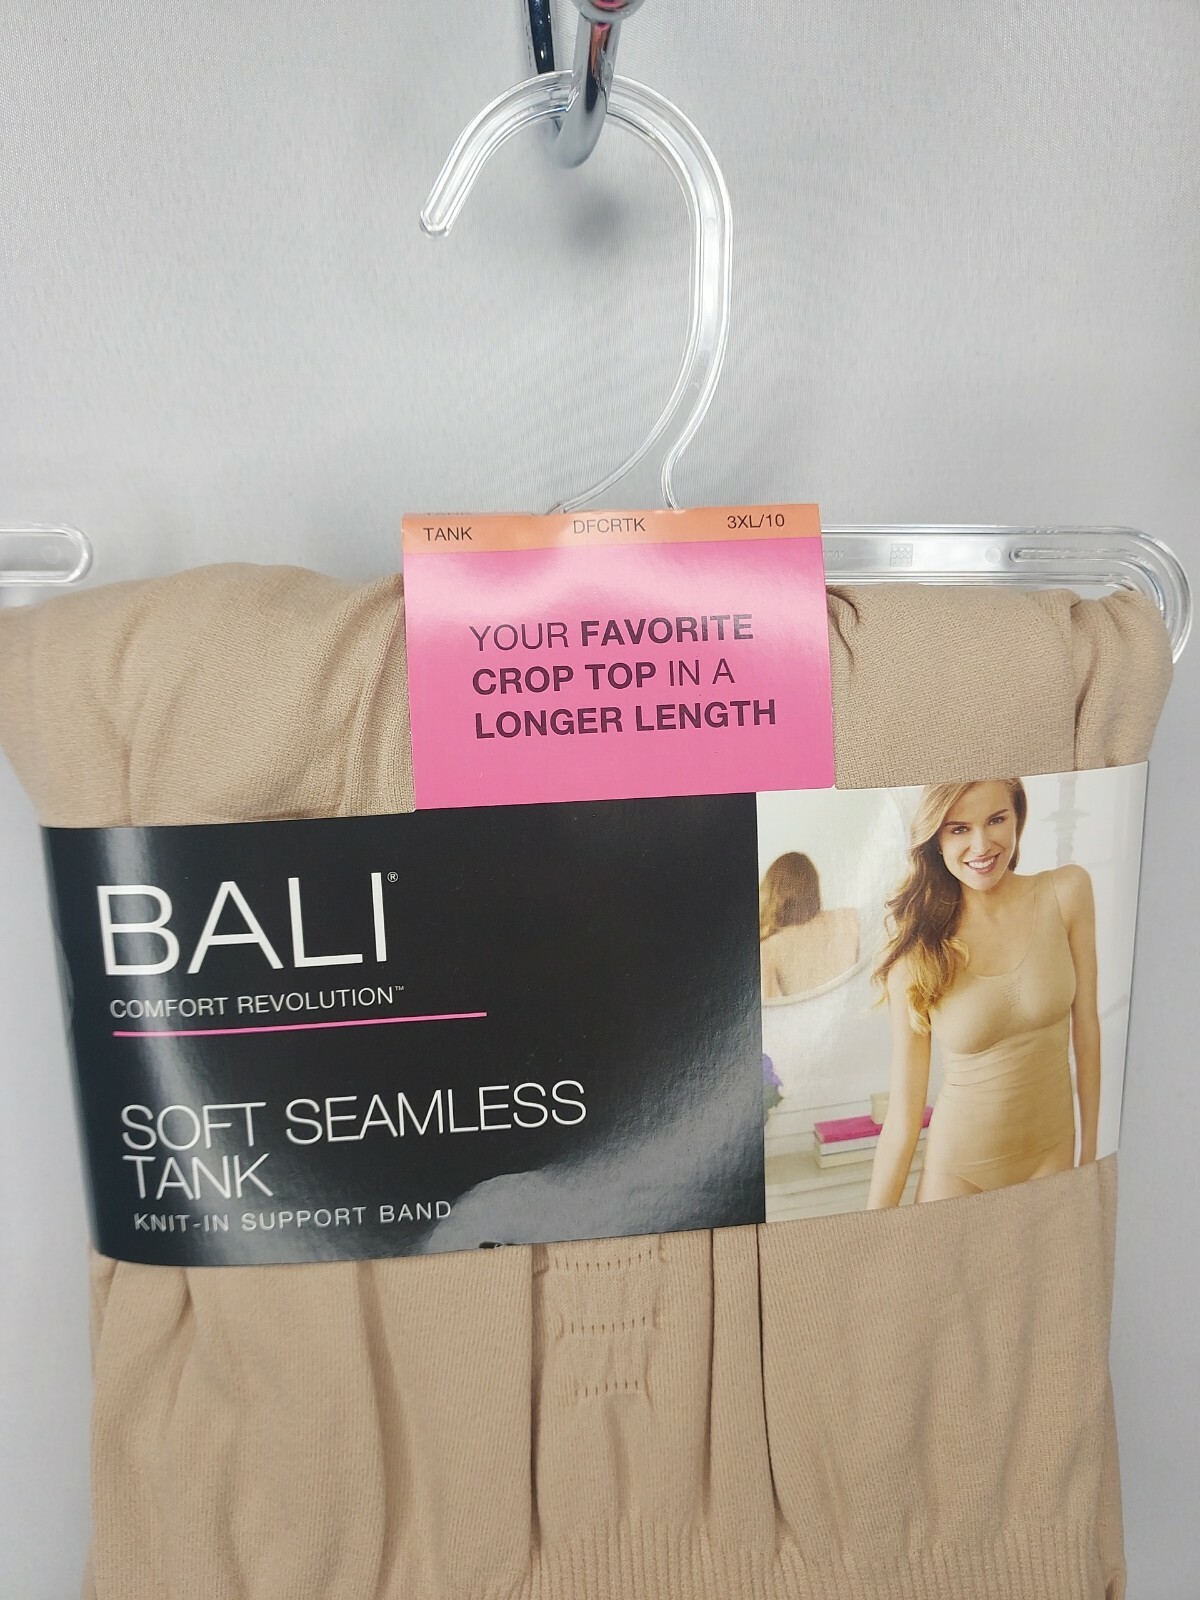 TANK DFCRTK 3XL/10
YOUR FAVORITE
CROP TOP IN A
LONGER LENGTH
BALI®
COMFORT REVOLUTION™
SOFT SEAMLESS
TANK
KNIT-IN SUPPORT BAND